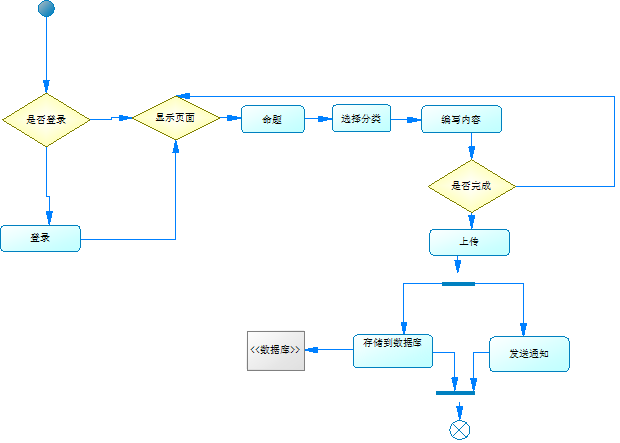 是否登录
显示页面
命题
选择分类
编写内容
是否完成
登录
上传
<<数据库>>
存储到数据库
发送通知